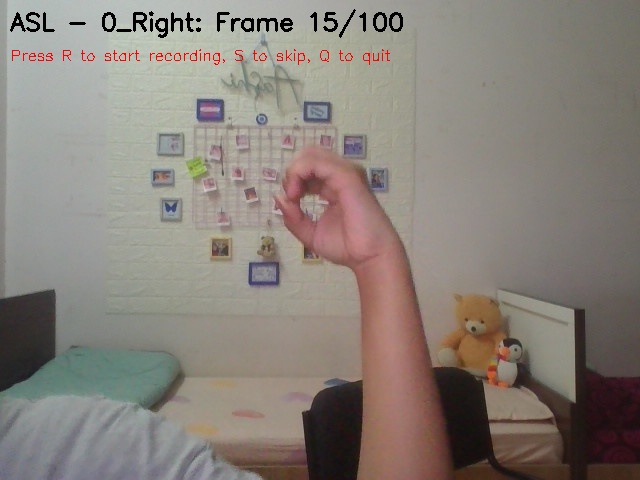 ASL - 0_Right: Frame 15/100
Press R to start recording, S to skip, Q to quit